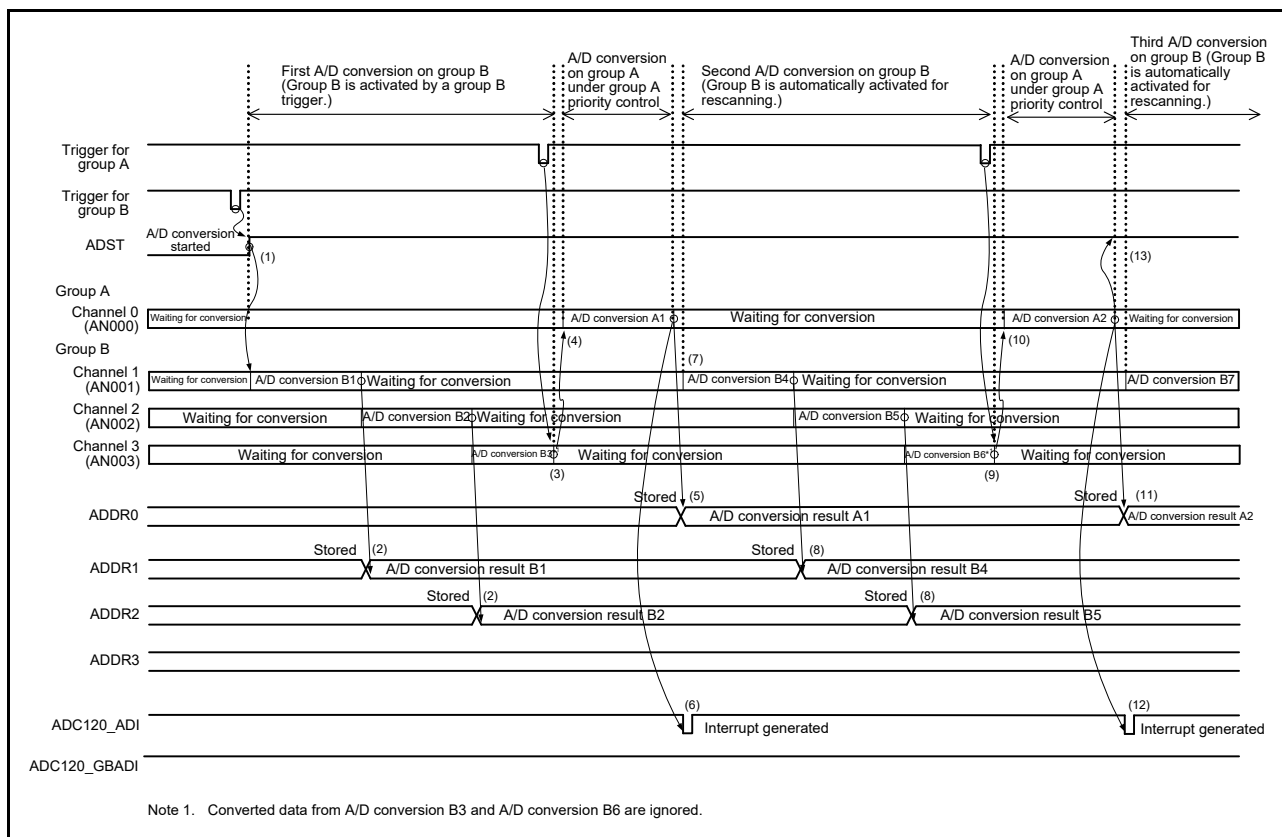 First A/D conversion on group B
(Group B is activated by a group B
trigger.)
A/D conversion
on group A
under group A
priority control
Second A/D conversion on group B
(Group B is automatically activated for
rescanning.)
A/D conversion
on group A
under group A
priority control
Third A/D conversion
on group B (Group B
is automatically
activated for
rescanning.)
Trigger for
group A
Trigger for
group B
ADST
A/D conversion
started
(1)
(13)
Group A
Channel 0
(AN000)
Waiting for conversion
A/D conversion A1
Waiting for conversion
A/D conversion A2
Waiting for conversion
(4)
(10)
Group B
(7)
Channel 1
(AN001)
Waiting for conversion
A/D conversion B1
Waiting for conversion
A/D conversion B4
Waiting for conversion
A/D conversion B7
Channel 2
(AN002)
Waiting for conversion
A/D conversion B2
Waiting for conversion
A/D conversion B5
Waiting for conversion
Channel 3
(AN003)
Waiting for conversion
A/D conversion B3
Waiting for conversion
A/D conversion B6*1
Waiting for conversion
(3)
(9)
ADDR0
Stored
(5)
A/D conversion result A1
Stored
(11)
A/D conversion result A2
ADDR1
Stored
(2)
A/D conversion result B1
Stored
(8)
A/D conversion result B4
ADDR2
Stored
(2)
A/D conversion result B2
Stored
(8)
A/D conversion result B5
ADDR3
ADC120_ADI
(6)
Interrupt generated
(12)
Interrupt generated
ADC120_GBADI
Note 1. Converted data from A/D conversion B3 and A/D conversion B6 are ignored.